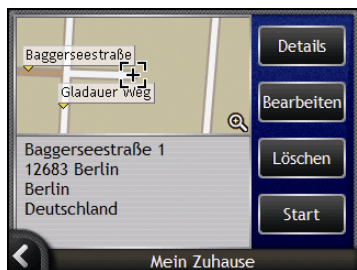 Baggerseestraße
Gladauer Weg
Details
Bearbeiten
Löschen
Start
Baggerseestraße 1
12683 Berlin
Berlin
Deutschland
Mein Zuhause